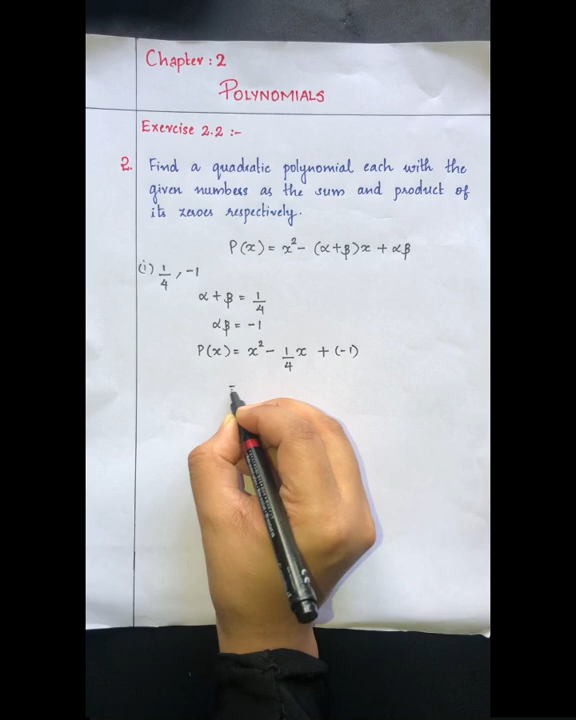 Chapter : 2
POLYNOMIALS
Exercise 2.2 :-
2. Find a quadratic polynomial each with the
given numbers as the sum and product of
its zeroes respectively.
P(x) = x² - (α+β)x + αβ
(i) 1/4 , -1
α + β = 1/4
αβ = -1
P(x) = x² - 1/4 x + (-1)